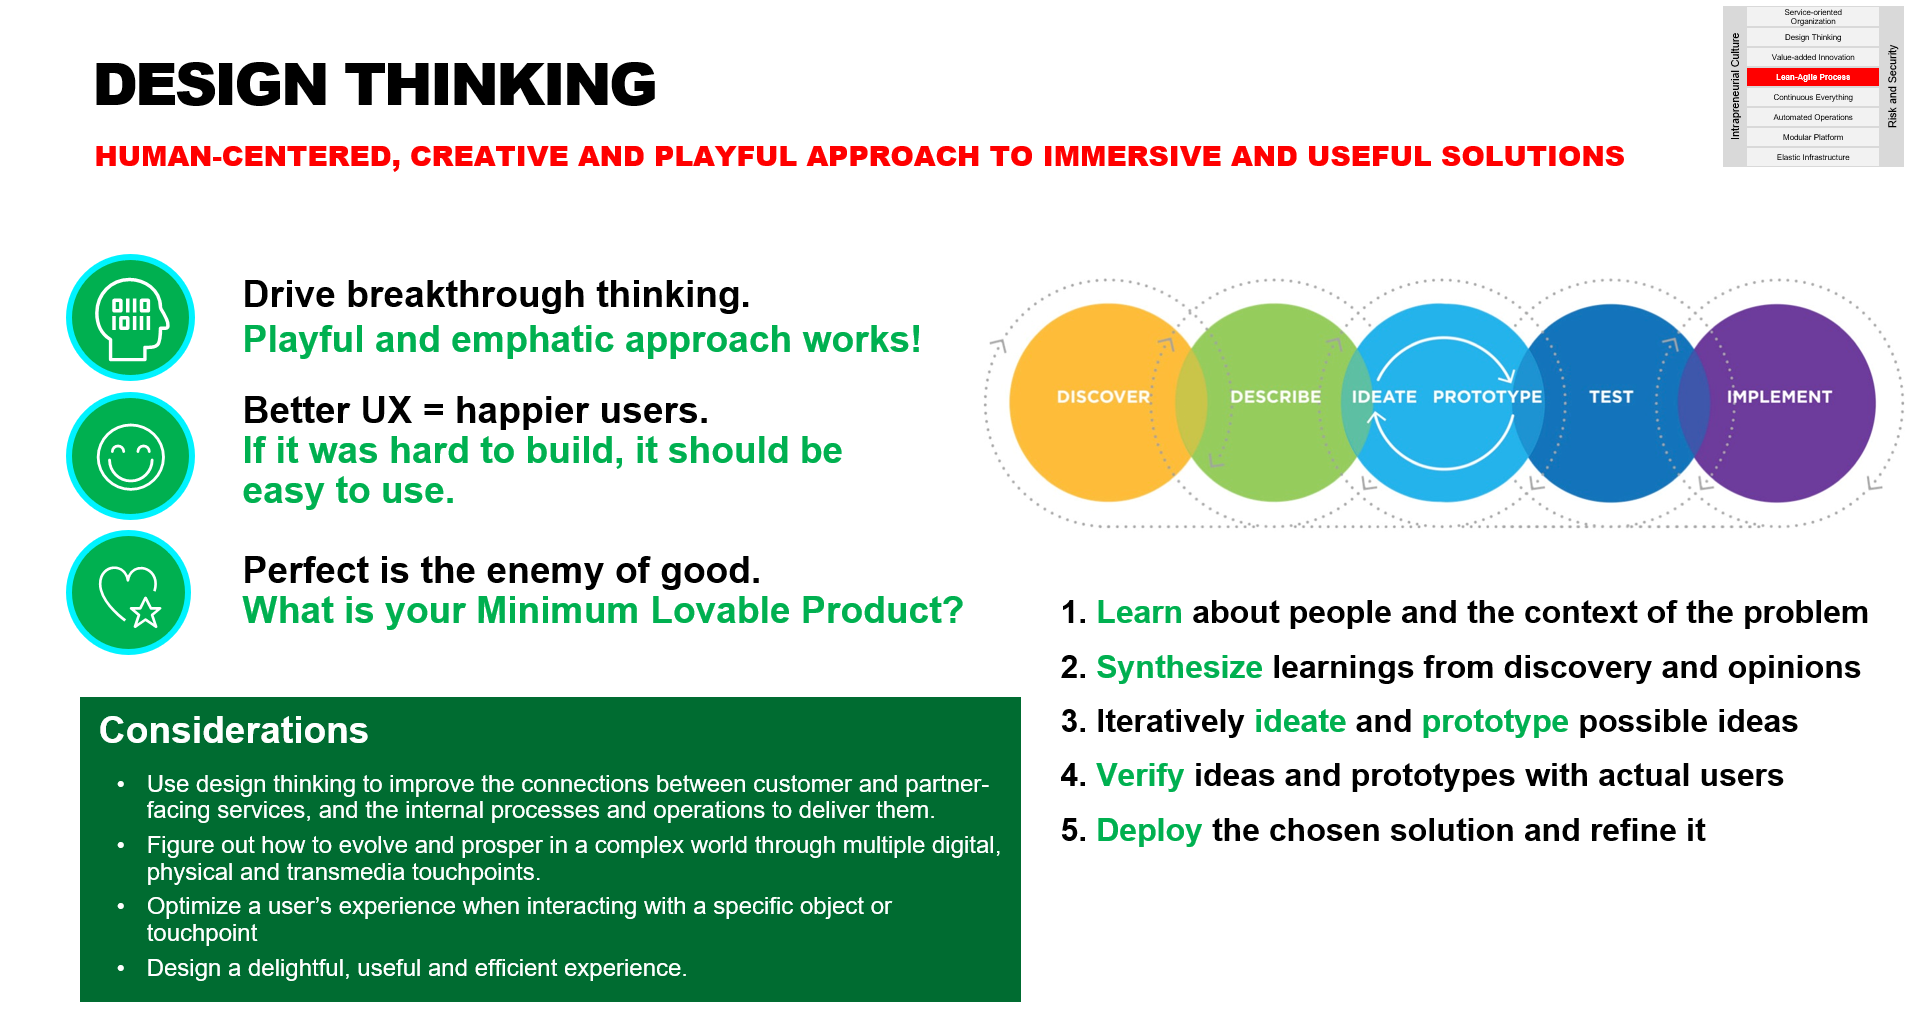 DESIGN THINKING
HUMAN-CENTERED, CREATIVE AND PLAYFUL APPROACH TO IMMERSIVE AND USEFUL SOLUTIONS
Intrapreneurial Culture
Service-oriented
Organization
Design Thinking
Value-added Innovation
Lean-Agile Process
Continuous Everything
Automated Operations
Modular Platform
Elastic Infrastructure
Risk and Security
0110
10111
Drive breakthrough thinking.
Playful and emphatic approach works!
Better UX = happier users.
If it was hard to build, it should be
easy to use.
Perfect is the enemy of good.
What is your Minimum Lovable Product?
Considerations
• Use design thinking to improve the connections between customer and partner-
facing services, and the internal processes and operations to deliver them.
• Figure out how to evolve and prosper in a complex world through multiple digital,
physical and transmedia touchpoints.
• Optimize a user’s experience when interacting with a specific object or
touchpoint
• Design a delightful, useful and efficient experience.
DISCOVER
DESCRIBE
IDEATE
PROTOTYPE
TEST
IMPLEMENT
1. Learn about people and the context of the problem
2. Synthesize learnings from discovery and opinions
3. Iteratively ideate and prototype possible ideas
4. Verify ideas and prototypes with actual users
5. Deploy the chosen solution and refine it